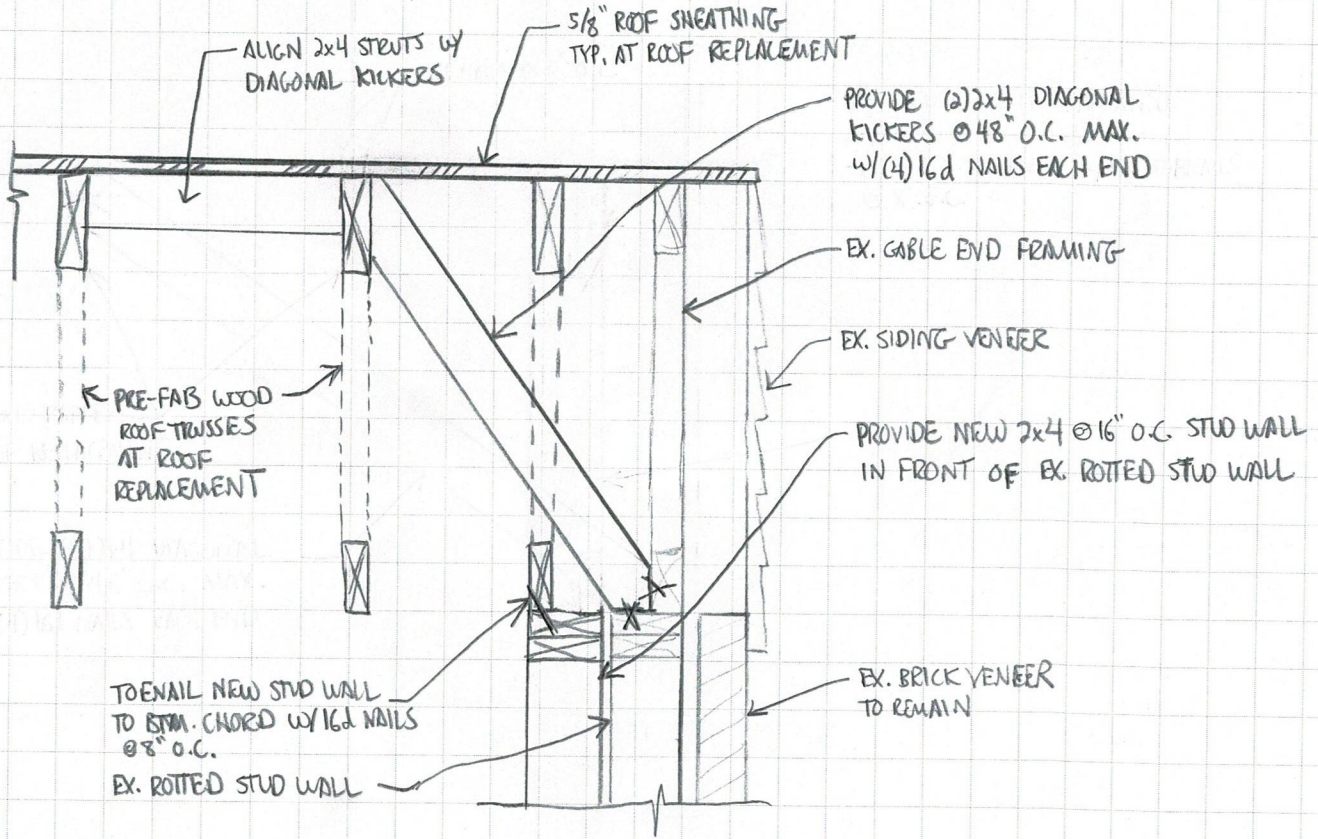 ALIGN 2x4 STRUTS W/
DIAGONAL KICKERS
5/8" ROOF SHEATNING
TYP. AT ROOF REPLACEMENT
PROVIDE (2)2x4 DIAGONAL
KICKERS @ 48" O.C. MAX.
W/(4)16d NAILS EACH END
EX. GABLE END FRAMING
EX. SIDING VENEER
PRE-FAB WOOD
ROOF TRUSSES
AT ROOF
REPLACEMENT
PROVIDE NEW 2x4 @ 16" O.C. STUD WALL
IN FRONT OF EX. ROTTED STUD WALL
TOENAIL NEW STUD WALL
TO BTM. CHORD W/16d NAILS
@ 8" O.C.
EX. ROTTED STUD WALL
EX. BRICK VENEER
TO REMAIN